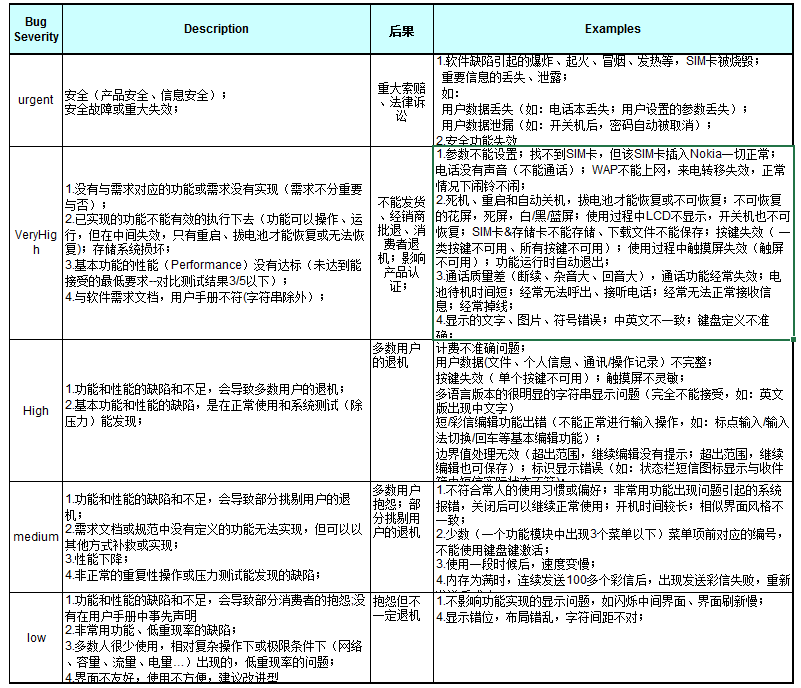 Bug Severity
Description
后果
Examples
urgent
安全（产品安全、信息安全）；
安全故障或重大失效；
重大索赔
、法律诉
讼
1.软件缺陷引起的爆炸、起火、冒烟、发热等，SIM卡被烧毁；
重要信息的丢失、泄露；
如：
用户数据丢失（如：电话本丢失；用户设置的参数丢失）；
用户数据泄漏（如：开关机后，密码自动被取消）；
2.安全功能失效
VeryHig
h
1.没有与需求对应的功能或需求没有实现（需求不分重要
与否）；
2.已实现的功能不能有效的执行下去（功能可以操作、运
行，但在中间失效，只有重启、拔电池才能恢复或无法恢
复)；存储系统损坏；
3.基本功能的性能（Performance）没有达标（未达到能
接受的最低要求--对比测试结果3/5以下）；
4.与软件需求文档，用户手册不符(字符串除外）；
不能发货
、经销商
批退、消
费者退
机；影响
产品认
证；
1.参数不能设置；找不到SIM卡，但该SIM卡插入Nokia一切正常；
电话没有声音（不能通话）；WAP不能上网，来电转移失效，正常
情况下闹铃不闹；
2.死机、重启和自动关机，拔电池才能恢复或不可恢复；不可恢复
的花屏，死屏，白/黑/蓝屏；使用过程中LCD不显示，开关机也不可
恢复；SIM卡&存储卡不能存储、下载文件不能保存；按键失效（一
类按键不可用、所有按键不可用）；使用过程中触摸屏失效（触屏
不可用）；功能运行时自动退出；
3.通话质量差（断续、杂音大、回音大），通话功能经常失效；电
池待机时间短；经常无法呼出、接听电话；经常无法正常接收信
息；经常掉线；
4.显示的文字、图片、符号错误；中英文不一致；键盘定义不准
确；
High
1.功能和性能的缺陷和不足，会导致多数用户的退机；
2.基本功能和性能的缺陷，是在正常使用和系统测试（除
压力）能发现；
多数用户
的退机
计费不准确问题；
用户数据(文件、个人信息、通讯/操作记录）不完整；
按键失效（ 单个按键不可用）；触摸屏不灵敏；
多语言版本的很明显的字符串显示问题（完全不能接受，如：英文
版出现中文字）
短/彩信编辑功能出错（不能正常进行输入操作，如：标点输入/输入
法切换/回车等基本编辑功能）；
边界值处理无效（超出范围，继续编辑没有提示；超出范围，继续
编辑也可保存）；标识显示错误（如：状态栏短信图标显示与收件
medium
1.功能和性能的缺陷和不足，会导致部分挑剔用户的退
机；
2.需求文档或规范中没有定义的功能无法实现，但可以以
其他方式补救或实现；
3.性能下降；
4.非正常的重复性操作或压力测试能发现的缺陷；
多数用户
抱怨；部
分挑剔用
户的退机
1.不符合常人的使用习惯或偏好；非常用功能出现问题引起的系统
报错，关闭后可以继续正常使用；开机时间较长；相似界面风格不
一致；
2.少数（一个功能模块中出现3个菜单以下）菜单项前对应的编号，
不能使用键盘键激活；
3.使用一段时候后，速度变慢；
4.内存为满时，连续发送100多个彩信后，出现发送彩信失败，重新
low
1.功能和性能的缺陷和不足，会导致部分消费者的抱怨;没
有在用户手册中事先声明
2.非常用功能、低重现率的缺陷；
3.多数人很少使用，相对复杂操作下或极限条件下（网络
、容量、流量、电量…）出现的，低重现率的问题；
4.界面不友好，使用不方便，建议改进型
抱怨但不
一定退机
1.不影响功能实现的显示问题，如闪烁中间界面、界面刷新慢；
4.显示错位，布局错乱，字符间距不对；